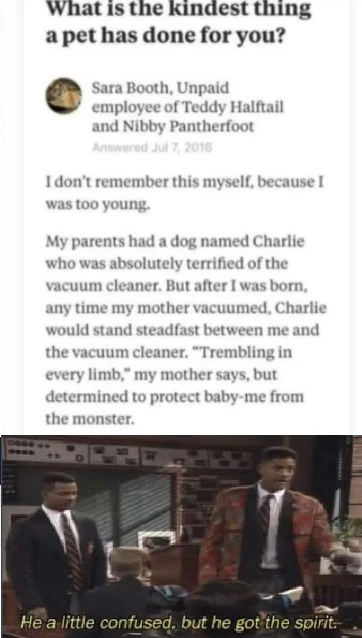 What is the kindest thing
a pet has done for you?
Sara Booth, Unpaid
employee of Teddy Halftail
and Nibby Pantherfoot
Answered Jul 7, 2016
I don't remember this myself, because I
was too young.
My parents had a dog named Charlie
who was absolutely terrified of the
vacuum cleaner. But after I was born,
any time my mother vacuumed, Charlie
would stand steadfast between me and
the vacuum cleaner. "Trembling in
every limb," my mother says, but
determined to protect baby-me from
the monster.
He a little confused, but he got the spirit.